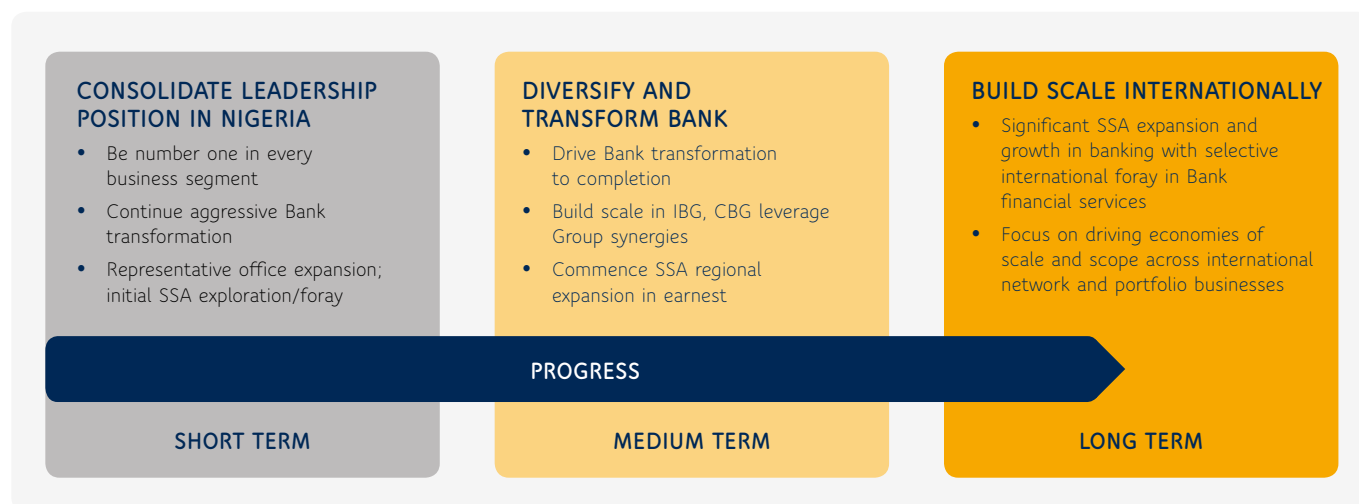 CONSOLIDATE LEADERSHIP
POSITION IN NIGERIA
• Be number one in every
business segment
• Continue aggressive Bank
transformation
• Representative office expansion;
initial SSA exploration/foray
DIVERSIFY AND
TRANSFORM BANK
• Drive Bank transformation
to completion
• Build scale in IBG, CBG leverage
Group synergies
• Commence SSA regional
expansion in earnest
BUILD SCALE INTERNATIONALLY
• Significant SSA expansion and
growth in banking with selective
international foray in Bank
financial services
• Focus on driving economies of
scale and scope across international
network and portfolio businesses
PROGRESS
SHORT TERM
MEDIUM TERM
LONG TERM